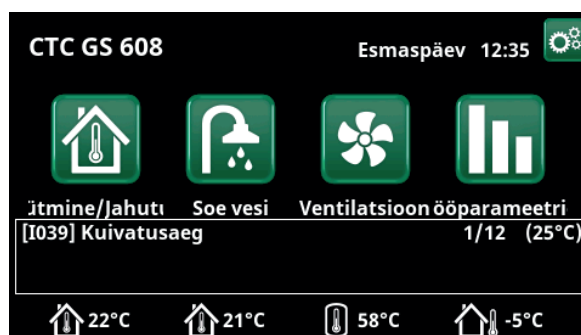 CTC GS 608
Esmaspäev 12:35
ütmine/Jahutu Soe vesi Ventilatsioon ööparameetri
[I039] Kuivatusaeg 1/12 (25°C)
22°C 21°C 58°C -5°C